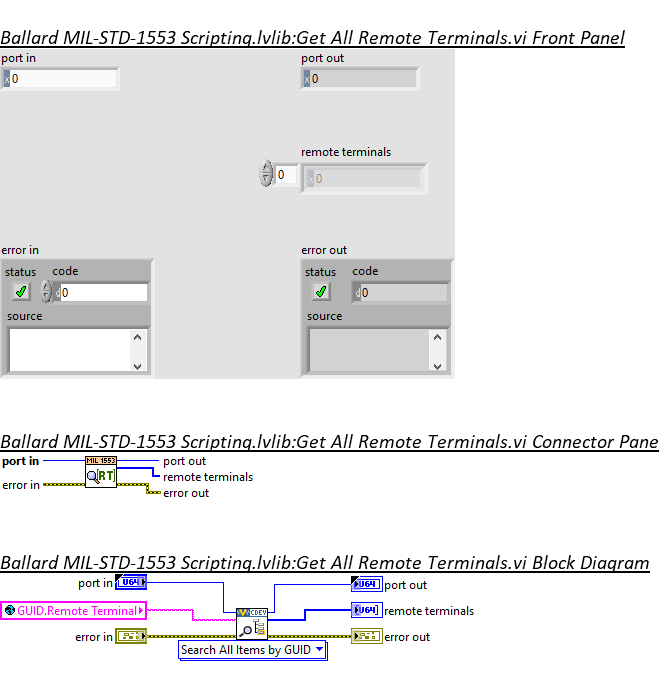 Ballard MIL-STD-1553 Scripting.lvlib:Get All Remote Terminals.vi Front Panel
port in
port out
x 0
x 0
remote terminals
0
x 0
error in
error out
status code
status code
d 0
d 0
source
source
Ballard MIL-STD-1553 Scripting.lvlib:Get All Remote Terminals.vi Connector Pane
port in
MIL 1553
port out
[RT]
remote terminals
error in
error out
Ballard MIL-STD-1553 Scripting.lvlib:Get All Remote Terminals.vi Block Diagram
port in
U64
U64
port out
GUID.Remote Terminal
CDEV
[U64]
remote terminals
error in
error out
Search All Items by GUID